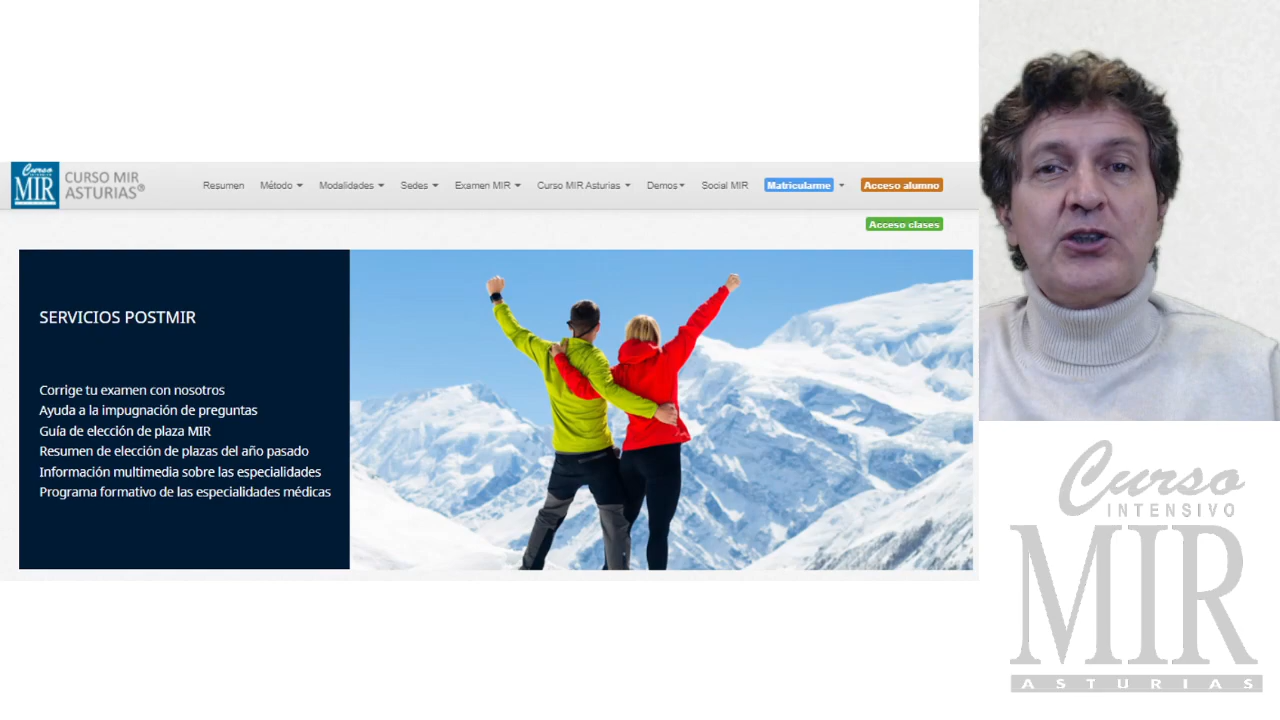 Curso
MIR
CURSO MIR
ASTURIAS®
Resumen Método Modalidades Sedes Examen MIR Curso MIR Asturias Demos Social MIR Matricularme Acceso alumno
Acceso clases
SERVICIOS POSTMIR
Corrige tu examen con nosotros
Ayuda a la impugnación de preguntas
Guía de elección de plaza MIR
Resumen de elección de plazas del año pasado
Información multimedia sobre las especialidades
Programa formativo de las especialidades médicas
Curso
INTENSIVO
MIR
ASTURIAS